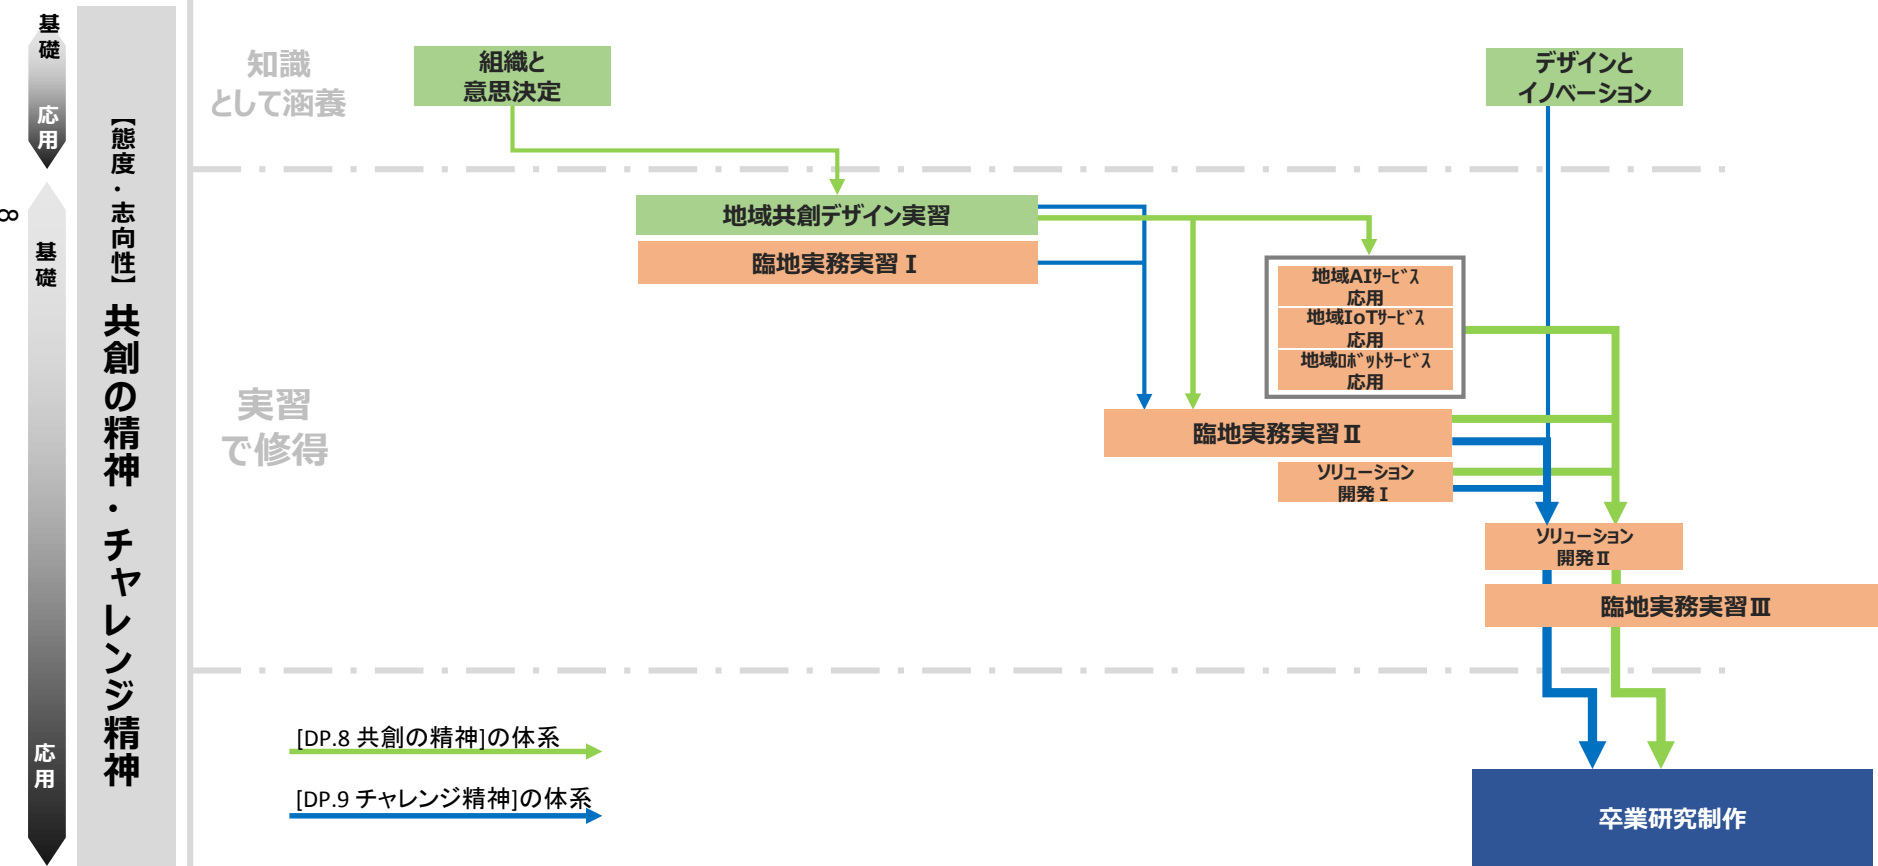 基礎
応用
8
基礎
応用
【態度・志向性】共創の精神・チャレンジ精神
知識
として涵養
組織と
意思決定
デザインと
イノベーション
地域共創デザイン実習
臨地実務実習Ⅰ
地域AIｻｰﾋﾞｽ
応用
地域IoTｻｰﾋﾞｽ
応用
地域ﾛﾎﾞｯﾄｻｰﾋﾞｽ
応用
実習
で修得
臨地実務実習Ⅱ
ソリューション
開発Ⅰ
ソリューション
開発Ⅱ
臨地実務実習Ⅲ
[DP.8 共創の精神]の体系
[DP.9 チャレンジ精神]の体系
卒業研究制作